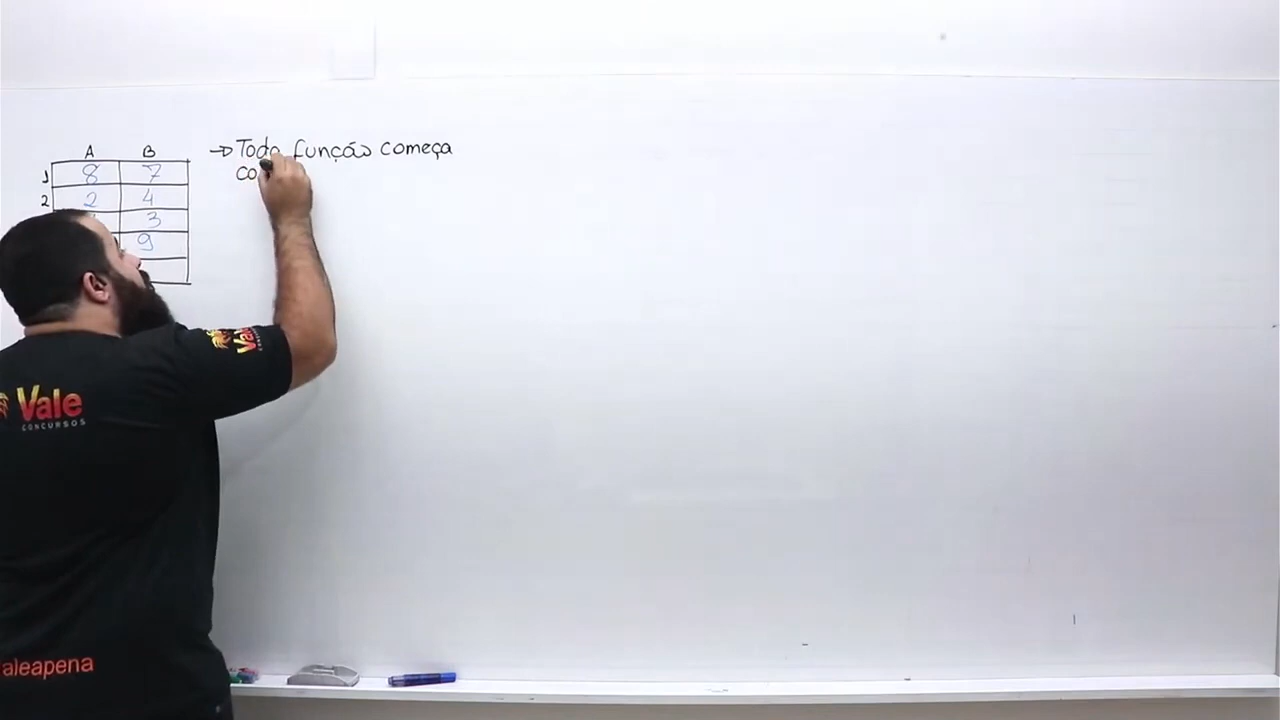 A B
1 8 7
2 2 4
3
9
→ Toda função começa
co
Vale
CONCURSOS
Vale
aleapena